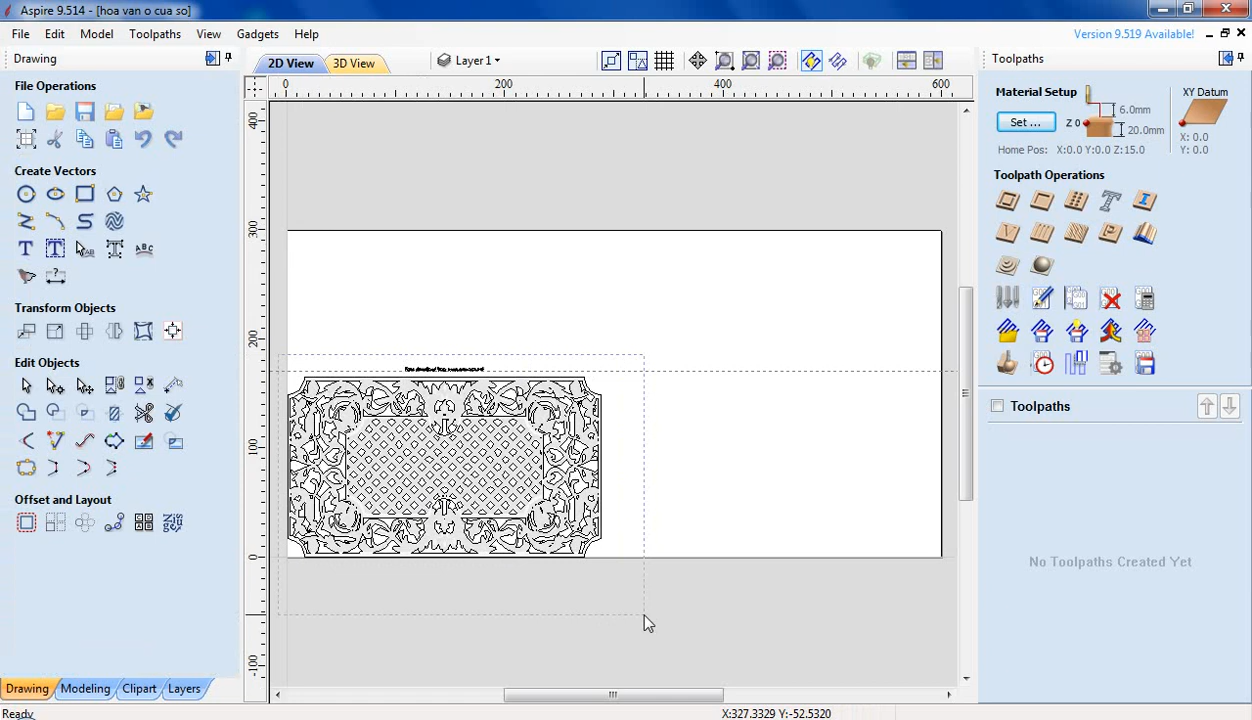 Aspire 9.514 - [hoa van o cua so]
File Edit Model Toolpaths View Gadgets Help
Version 9.519 Available!
Drawing
2D View 3D View Layer 1
Toolpaths
File Operations
0 200 400 600
Material Setup
XY Datum
Set ...
Z 0
6.0mm
20.0mm
X: 0.0
Y: 0.0
Home Pos: X:0.0 Y:0.0 Z:15.0
400
Create Vectors
Toolpath Operations
300
Transform Objects
200
Edit Objects
Toolpaths
100
Offset and Layout
0
No Toolpaths Created Yet
-100
Drawing Modeling Clipart Layers
Ready
X:327.3329 Y:-52.5320